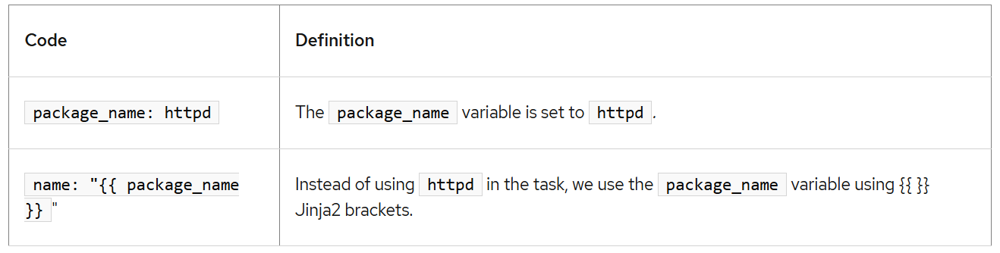 Code Definition
package_name: httpd The package_name variable is set to httpd.
name: "{{ package_name Instead of using httpd in the task, we use the package_name variable using {{ }}
}}" Jinja2 brackets.